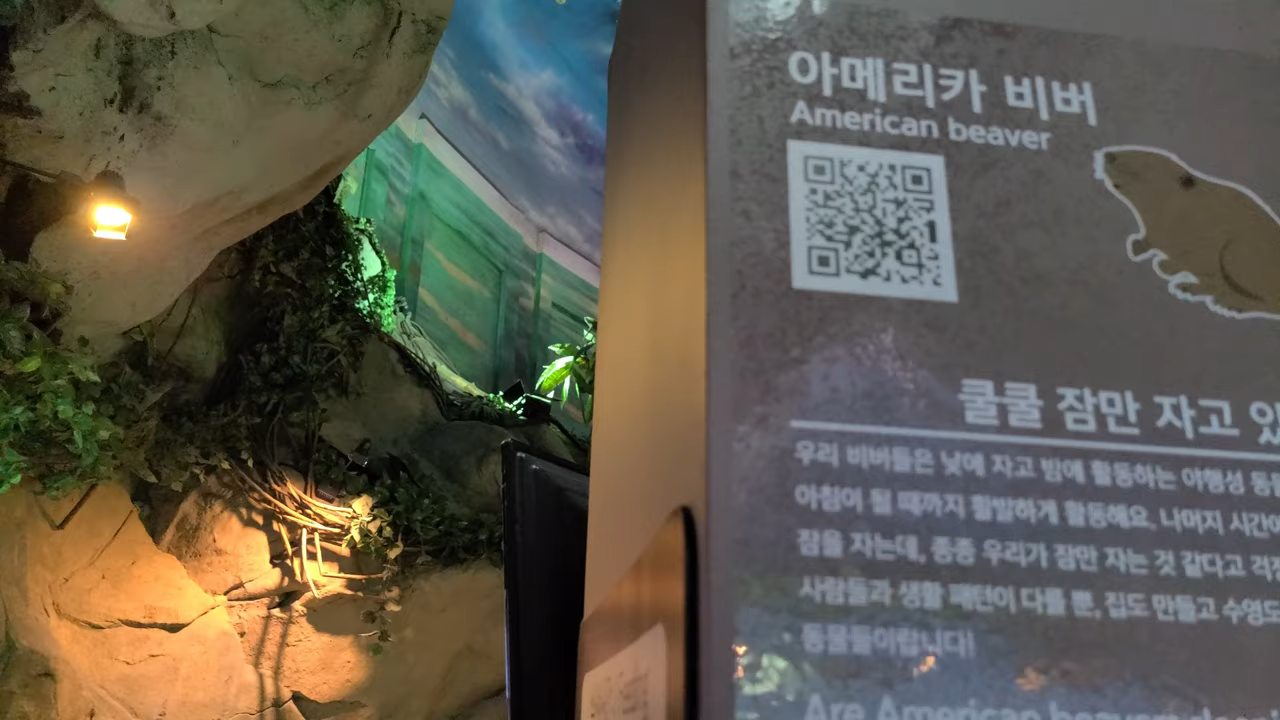 아메리카 비버
American beaver
쿨쿨 잠만 자고
우리 비버들은 낮에 자고 밤에 활동하는 야행성
아침이 될 때까지 활발하게 활동해요. 나머지
잠을 자는데, 종종 우리가 잠만 자는 것 같다고
사람들과 생활 패턴이 다를 뿐, 집도 만들고 수영도
동물들이랍니다!
Are American